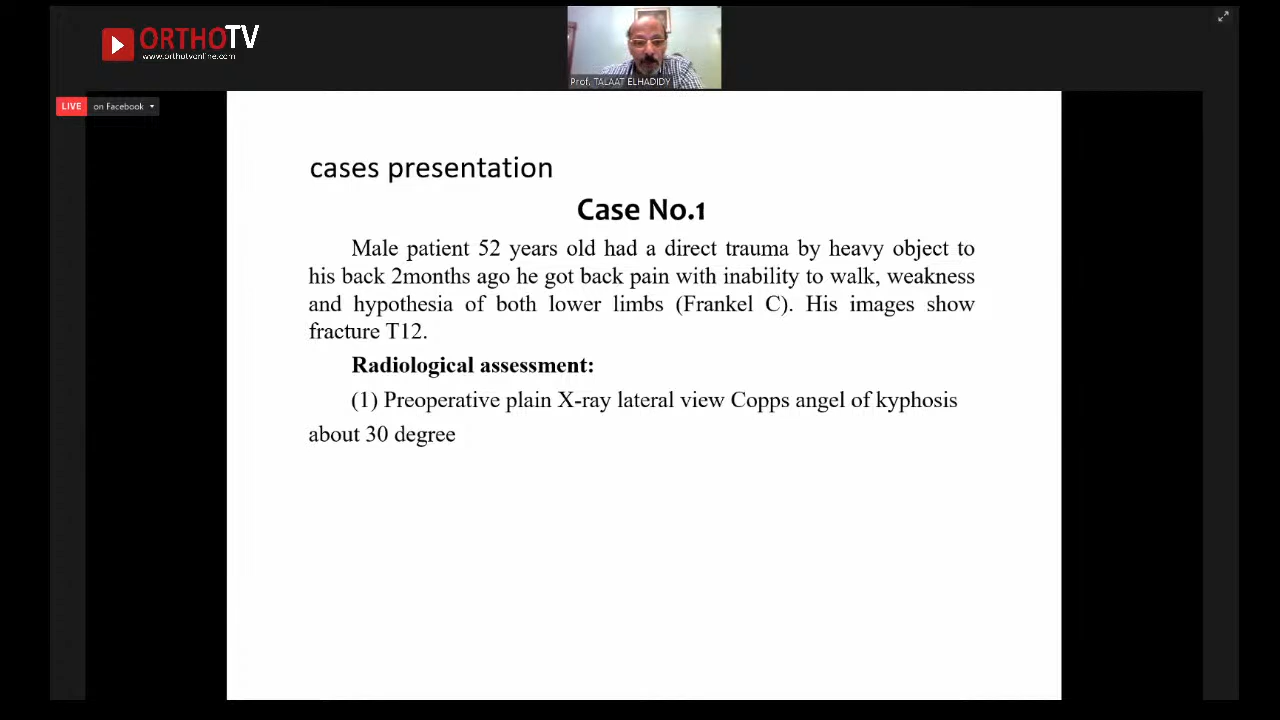 ORTHOTV
www.orthotvonline.com
Prof. TALAAT ELHADIDY
LIVE on Facebook
cases presentation
Case No.1
Male patient 52 years old had a direct trauma by heavy object to
his back 2months ago he got back pain with inability to walk, weakness
and hypothesia of both lower limbs (Frankel C). His images show
fracture T12.
Radiological assessment:
(1) Preoperative plain X-ray lateral view Copps angel of kyphosis
about 30 degree